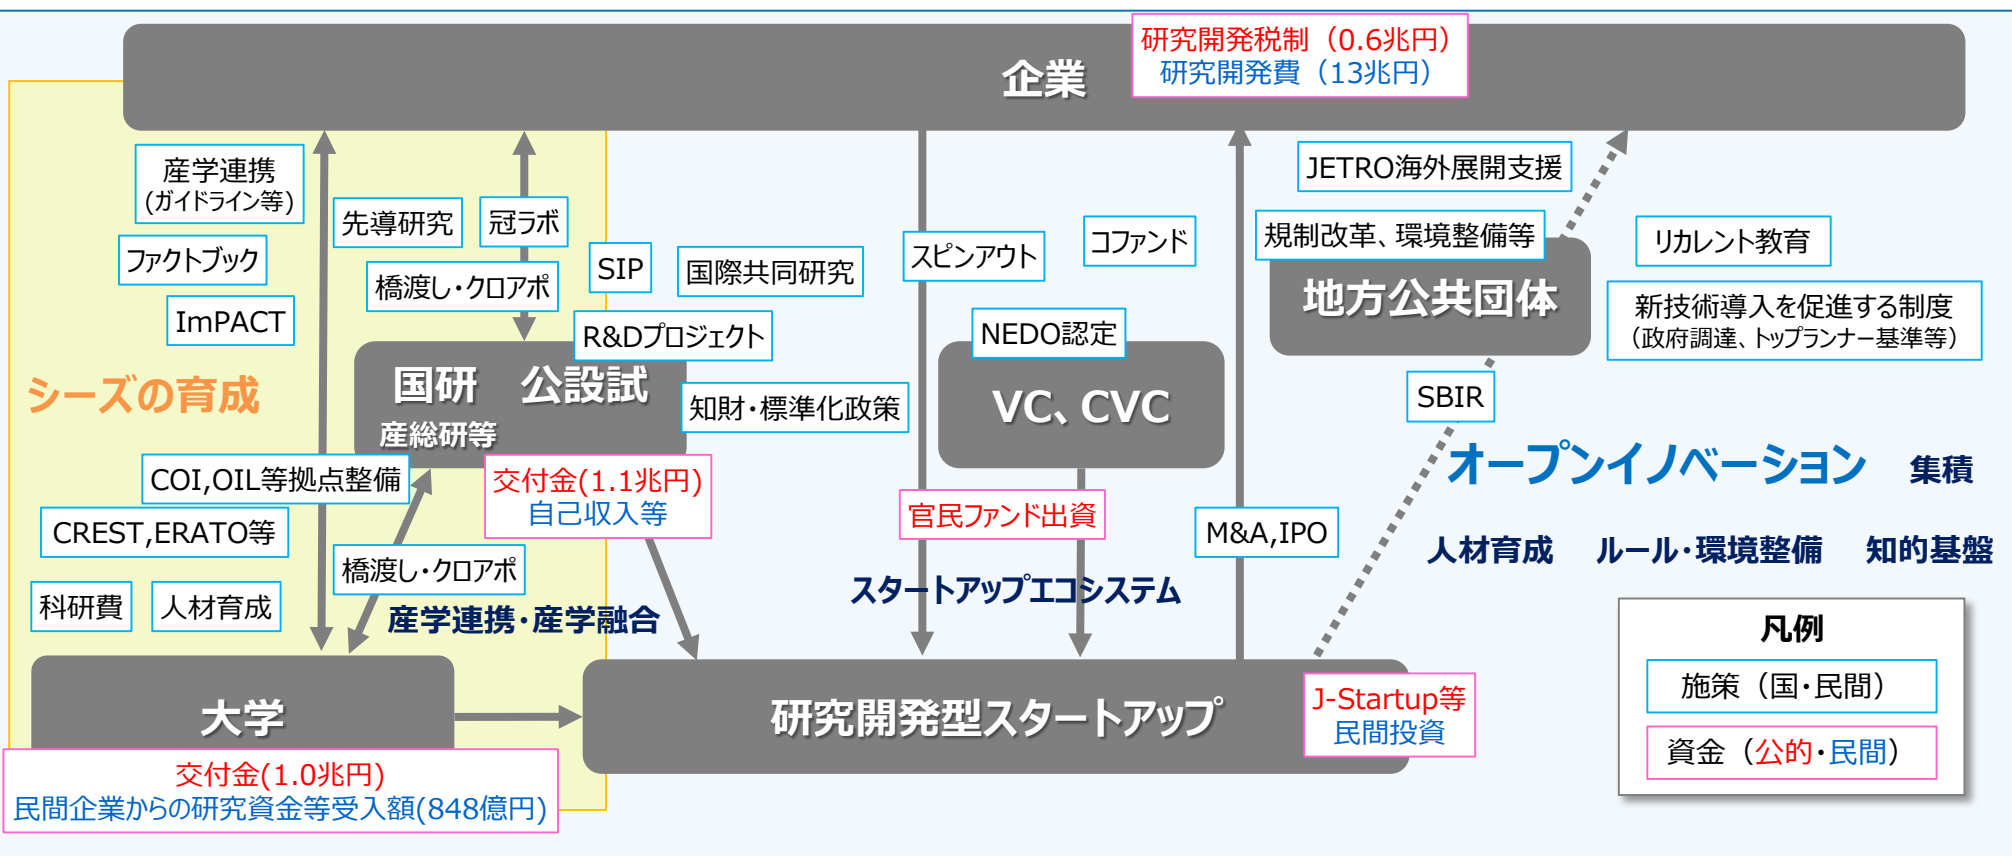 企業
研究開発税制（0.6兆円）
研究開発費（13兆円）
産学連携
(ガイドライン等)
先導研究
冠ラボ
ファクトブック
橋渡し・クロアポ
ImPACT
SIP
国際共同研究
R&Dプロジェクト
スピンアウト
コファンド
NEDO認定
JETRO海外展開支援
規制改革、環境整備等
地方公共団体
リカレント教育
新技術導入を促進する制度
（政府調達、トップランナー基準等）
シーズの育成
国研　公設試
産総研等
知財・標準化政策
VC、CVC
SBIR
オープンイノベーション
集積
COI,OIL等拠点整備
交付金(1.1兆円)
自己収入等
官民ファンド出資
M&A,IPO
CREST,ERATO等
橋渡し・クロアポ
科研費
人材育成
産学連携・産学融合
スタートアップエコシステム
人材育成
ルール・環境整備
知的基盤
大学
交付金(1.0兆円)
民間企業からの研究資金等受入額(848億円)
研究開発型スタートアップ
J-Startup等
民間投資
凡例
施策（国・民間）
資金（公的・民間）